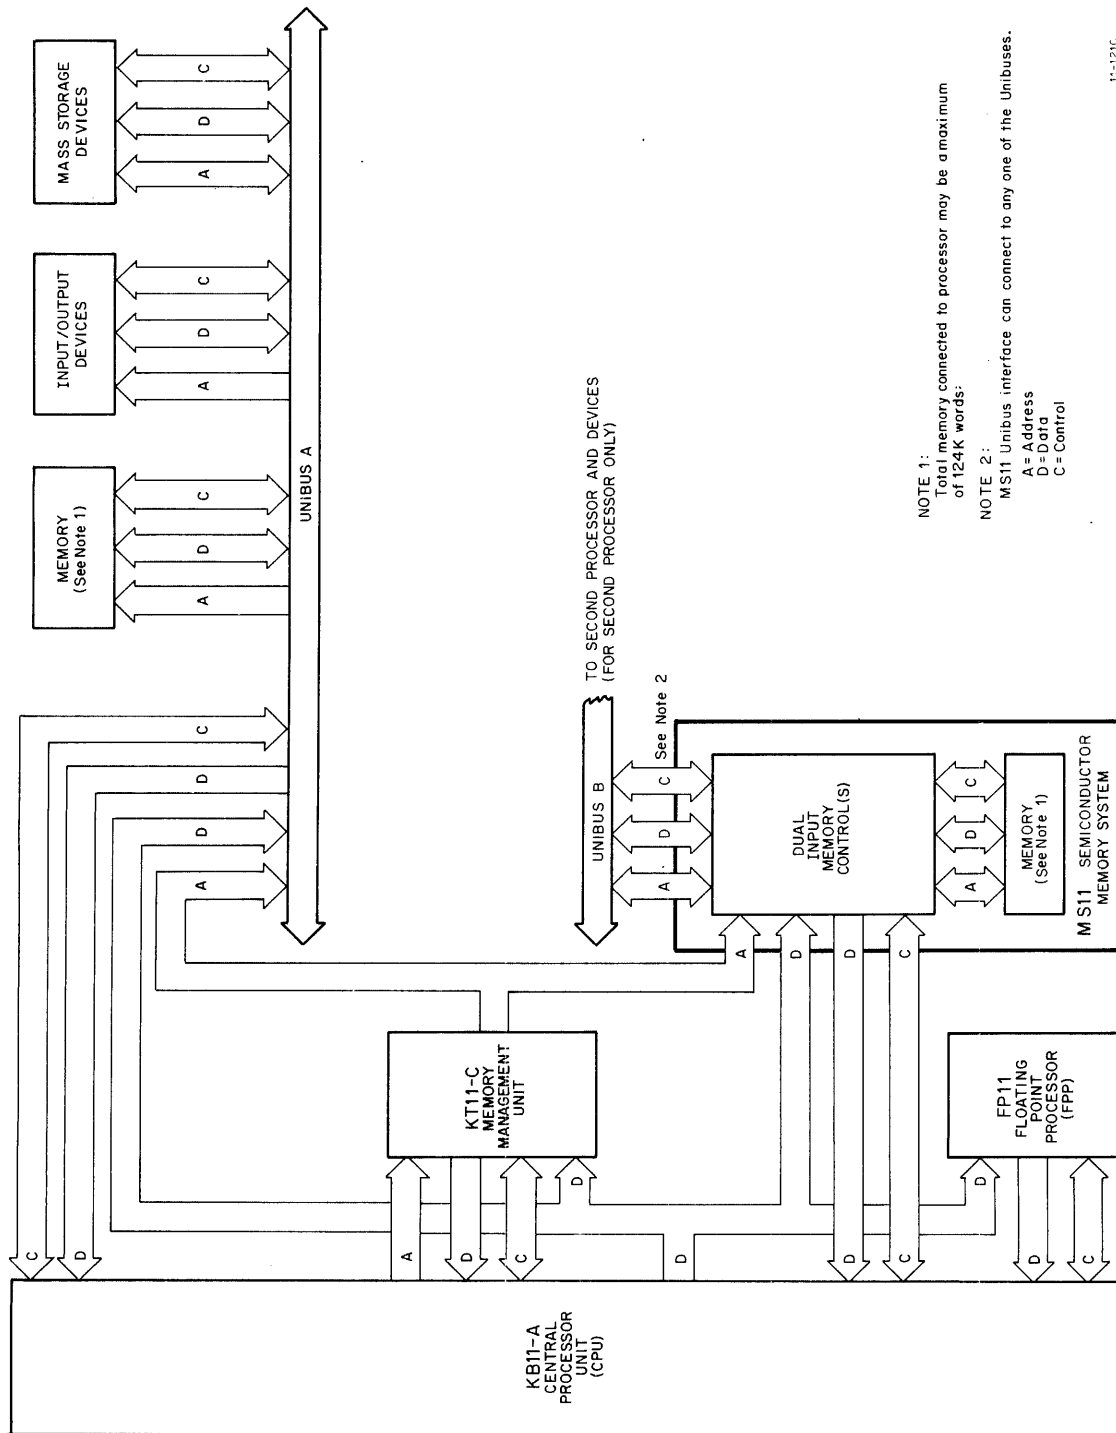 MASS STORAGE
DEVICES
A
D
C
INPUT/OUTPUT
DEVICES
A
D
C
MEMORY
(See Note 1)
A
D
C
UNIBUS A
A
D
D
C
C
D
TO SECOND PROCESSOR AND DEVICES
(FOR SECOND PROCESSOR ONLY)
UNIBUS B
See Note 2
A
D
C
DUAL
INPUT
MEMORY
CONTROL(S)
A
D
C
MEMORY
(See Note 1)
MS11 SEMICONDUCTOR
MEMORY SYSTEM
A
D
D
C
KT11-C
MEMORY
MANAGEMENT
UNIT
A
D
C
D
D
D
C
FP11
FLOATING
POINT
PROCESSOR
(FPP)
D
D
C
KB11-A
CENTRAL
PROCESSOR
UNIT
(CPU)
NOTE 1:
Total memory connected to processor may be a maximum
of 124K words.
NOTE 2:
MS11 Unibus interface can connect to any one of the Unibuses.
A = Address
D = Data
C = Control